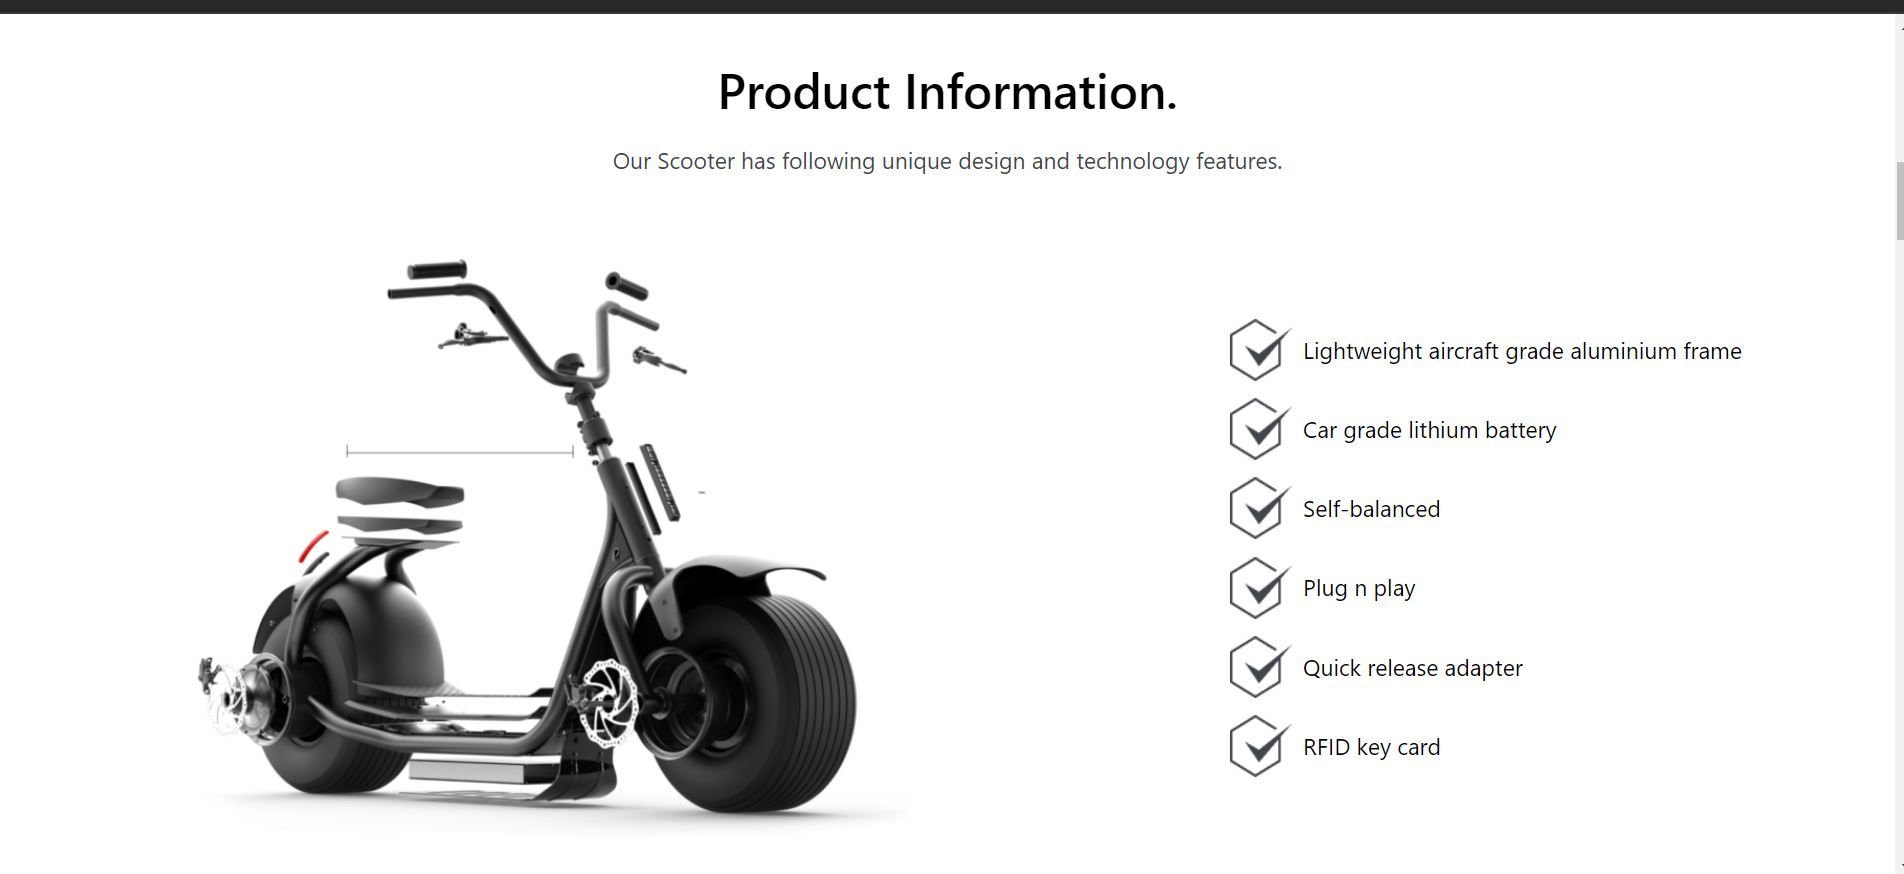 Product Information.
Our Scooter has following unique design and technology features.
Lightweight aircraft grade aluminium frame
Car grade lithium battery
Self-balanced
Plug n play
Quick release adapter
RFID key card